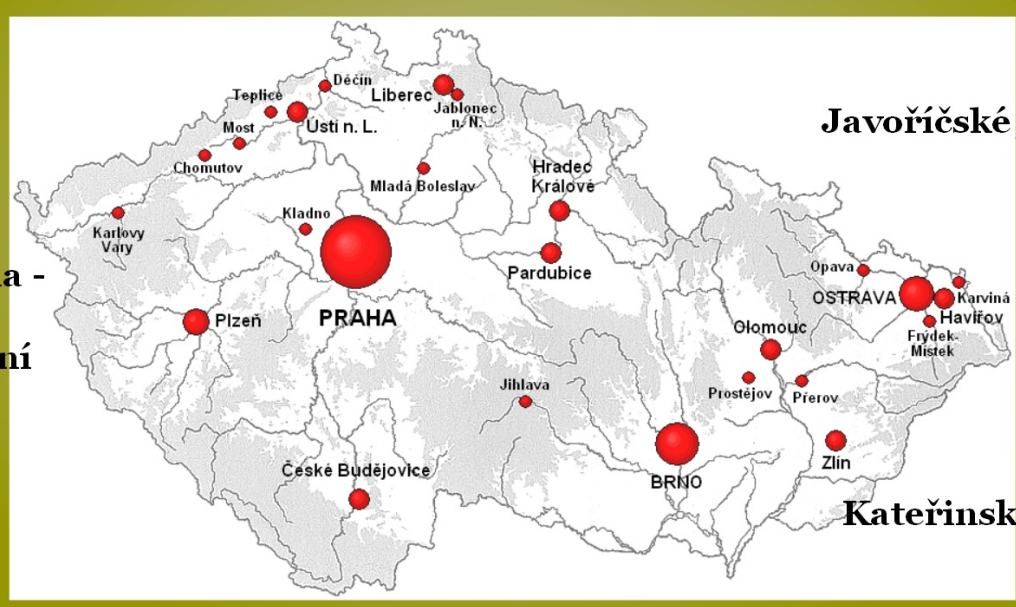 Děčín
Teplice
Liberec
Jablonec
n. N.
Ústí n. L.
Most
Javoříčské
Chomutov
Hradec
Králové
Mladá Boleslav
Kladno
Karlovy
Vary
Pardubice
Opava
a -
OSTRAVA
Karviná
Havířov
PRAHA
Plzeň
Olomouc
Frýdek-
Místek
ní
Jihlava
Prostějov
Přerov
České Budějovice
Zlín
BRNO
Kateřinsk